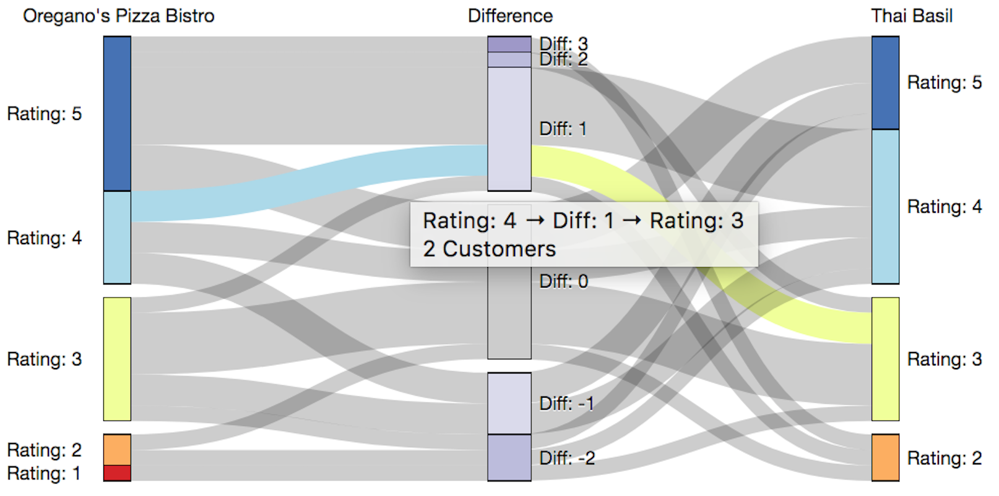 Oregano's Pizza Bistro
Difference
Thai Basil
Diff: 3
Diff: 2
Rating: 5
Rating: 5
Diff: 1
Rating: 4
Rating: 4 → Diff: 1 → Rating: 3
2 Customers
Rating: 4
Diff: 0
Rating: 3
Rating: 3
Diff: -1
Rating: 2
Diff: -2
Rating: 2
Rating: 1